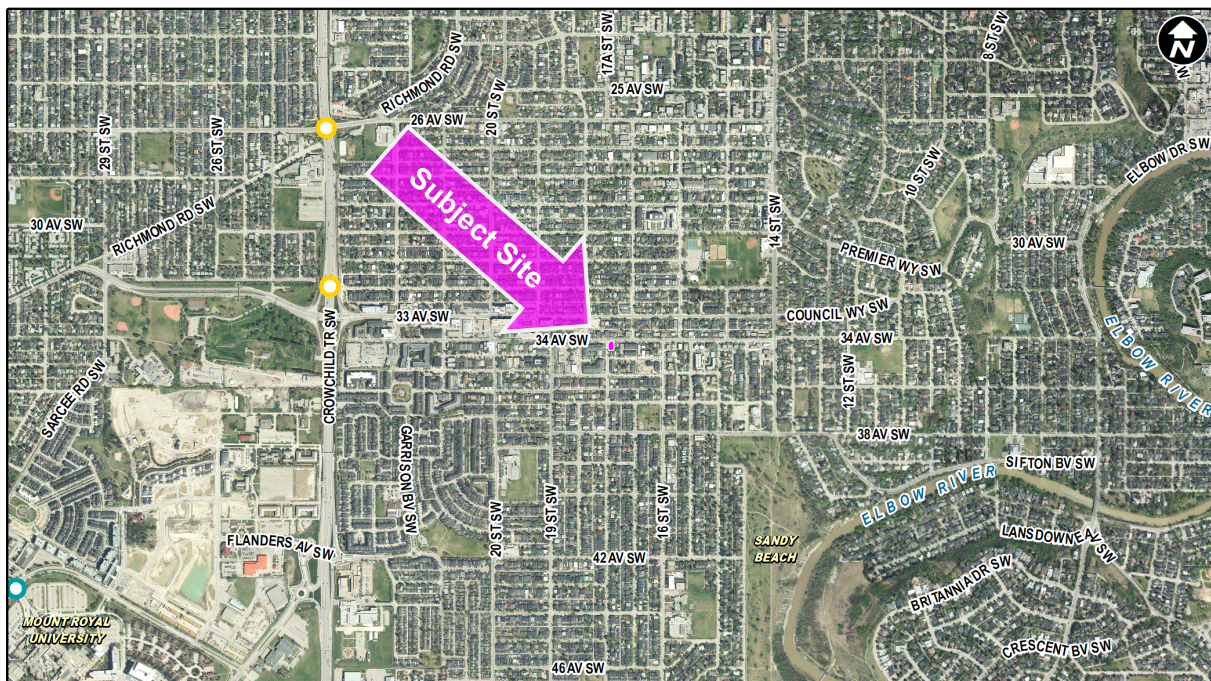 17A ST SW
8 ST SW
N
W
RICHMOND RD SW
25 AV SW
20 ST SW
26 AV SW
29 ST SW
26 ST SW
ELBOW DR SW
10 ST SW
Subject Site
30 AV SW
RICHMOND RD SW
14 ST SW
30 AV SW
PREMIER WY SW
COUNCIL WY SW
33 AV SW
34 AV SW
34 AV SW
ELBOW RIVER
CROWCHILD TR SW
SARCEE RD SW
12 ST SW
38 AV SW
GARRISON BV SW
SIFTON BV SW
ELBOW RIVER
20 ST SW
19 ST SW
16 ST SW
FLANDERS AV SW
SANDY
BEACH
LANSDOWNE AV SW
42 AV SW
BRITANNIA DR SW
MOUNT ROYAL
UNIVERSITY
CRESCENT BV SW
46 AV SW